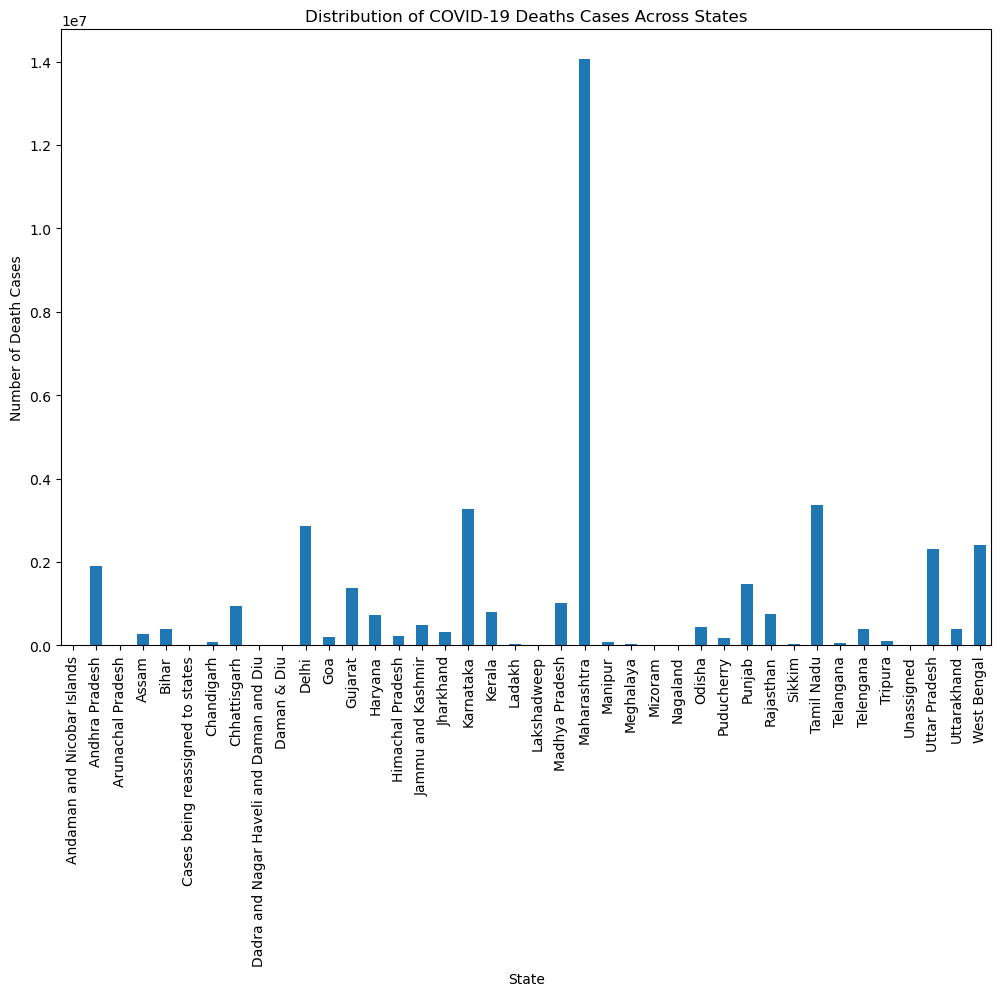 Distribution of COVID-19 Deaths Cases Across States
1e7
1.4
1.2
1.0
0.8
0.6
0.4
0.2
0.0
Number of Death Cases
Andaman and Nicobar Islands
Andhra Pradesh
Arunachal Pradesh
Assam
Bihar
Cases being reassigned to states
Chandigarh
Chhattisgarh
Dadra and Nagar Haveli and Daman and Diu
Daman & Diu
Delhi
Goa
Gujarat
Haryana
Himachal Pradesh
Jammu and Kashmir
Jharkhand
Karnataka
Kerala
Ladakh
Lakshadweep
Madhya Pradesh
Maharashtra
Manipur
Meghalaya
Mizoram
Nagaland
Odisha
Puducherry
Punjab
Rajasthan
Sikkim
Tamil Nadu
Telangana
Telengana
Tripura
Unassigned
Uttar Pradesh
Uttarakhand
West Bengal
State